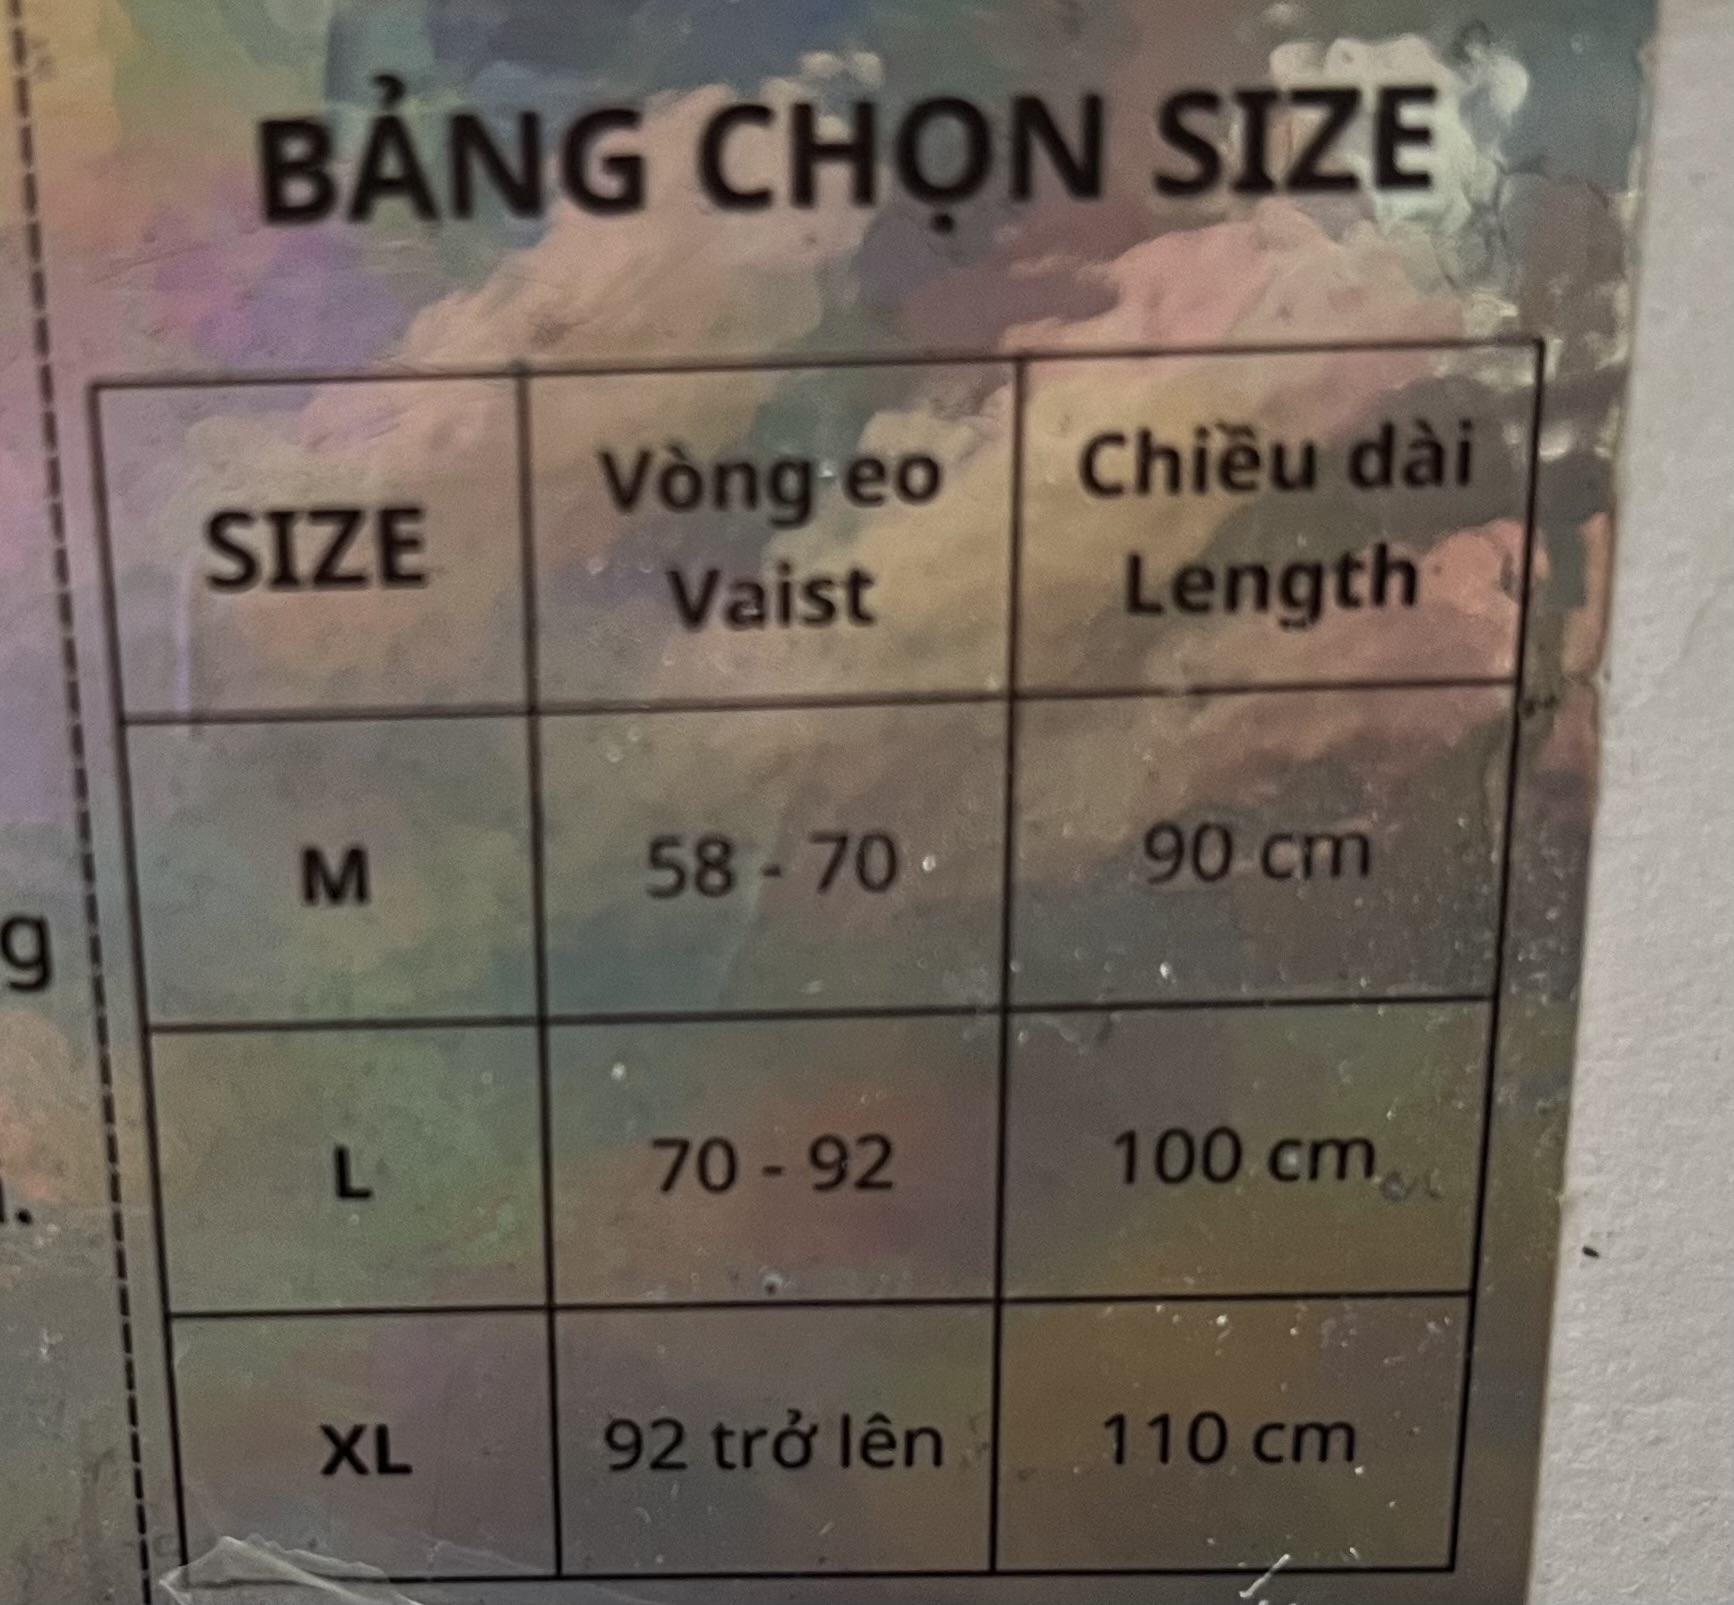 BẢNG CHỌN SIZE
SIZE
Vòng eo
Vaist
Chiều dài
Length
M
58 - 70
90 cm
L
70 - 92
100 cm
XL
92 trở lên
110 cm
g